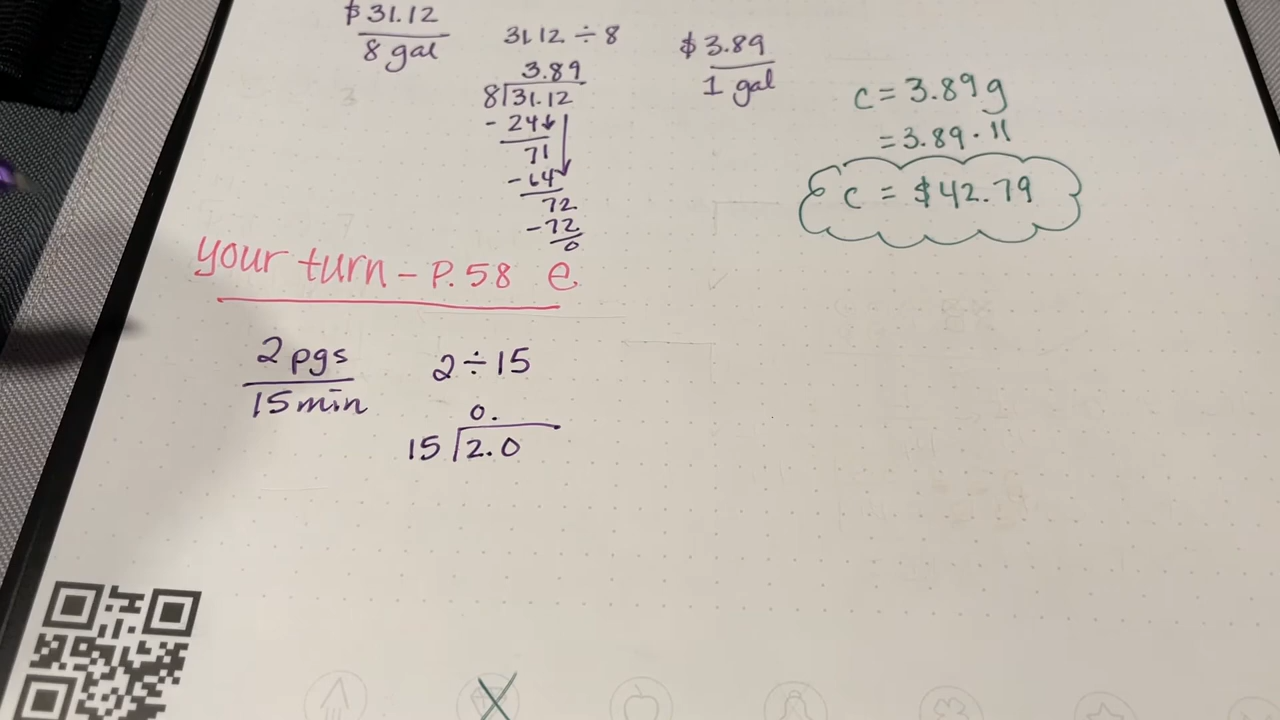 $31.12
8 gal
31.12 ÷ 8
3.89
8 31.12
- 24
71
- 64
72
- 72
0
$3.89
1 gal
c = 3.89g
= 3.89 · 11
c = $42.79
your turn - P. 58 e
2 pgs
15 min
2 ÷ 15
0.
15 2.0